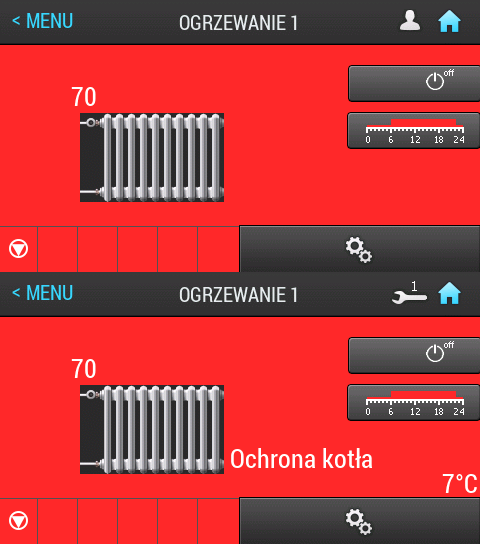 < MENU OGRZEWANIE 1
off
70
0 6 12 18 24
< MENU OGRZEWANIE 1 1
off
70
0 6 12 18 24
Ochrona kotła
7°C